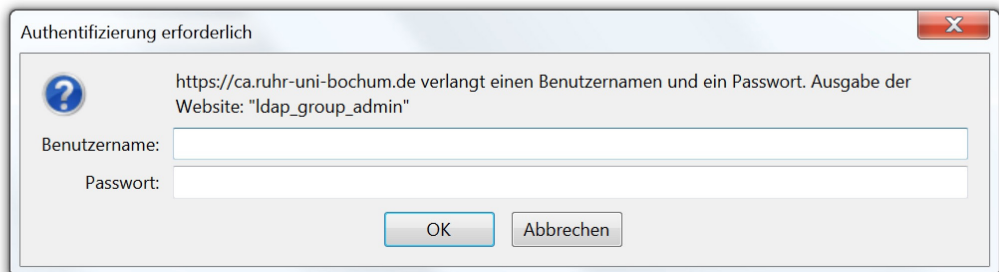 Authentifizierung erforderlich
X
?
https://ca.ruhr-uni-bochum.de verlangt einen Benutzernamen und ein Passwort. Ausgabe der
Website: "ldap_group_admin"
Benutzername:
Passwort:
OK
Abbrechen